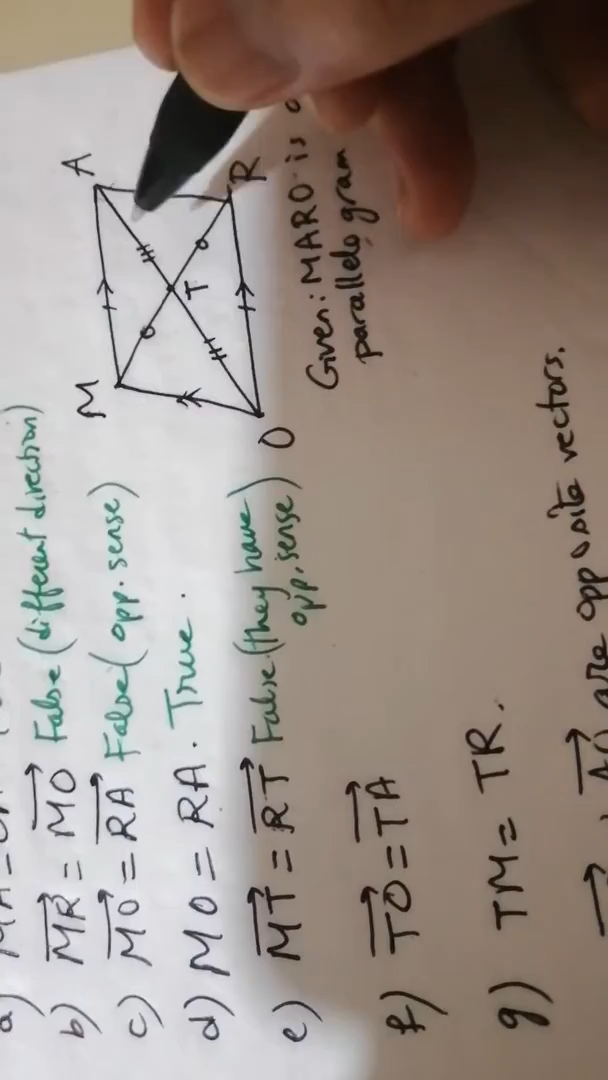 a)
b) MR = MO False (different direction)
c) MO = RA False (opp. sense)
d) MO = RA. True.
e) MT = RT False (they have
opp. sense)
f) TO = TA
g) TM = TR.
are opposite vectors.
M
A
T
O
R
Given: MARO is
parallelogram